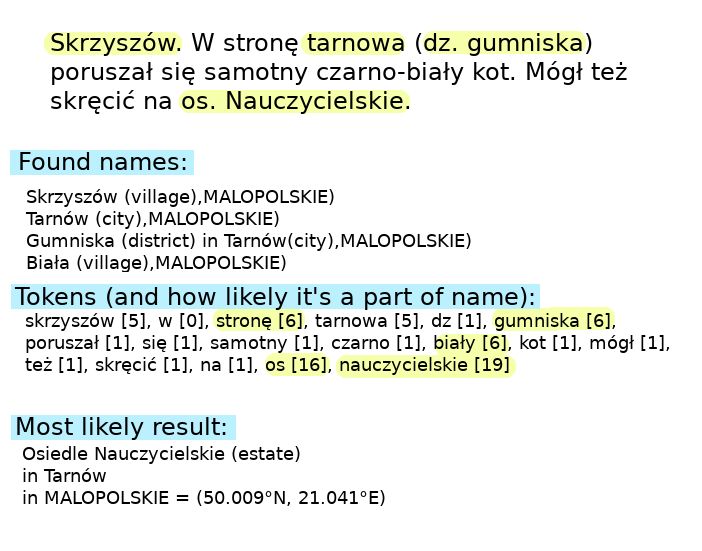 Skrzyszów. W stronę tarnowa (dz. gumniska)
poruszał się samotny czarno-biały kot. Mógł też
skręcić na os. Nauczycielskie.
Found names:
Skrzyszów (village),MALOPOLSKIE)
Tarnów (city),MALOPOLSKIE)
Gumniska (district) in Tarnów(city),MALOPOLSKIE)
Biała (village),MALOPOLSKIE)
Tokens (and how likely it's a part of name):
skrzyszów [5], w [0], stronę [6], tarnowa [5], dz [1], gumniska [6],
poruszał [1], się [1], samotny [1], czarno [1], biały [6], kot [1], mógł [1],
też [1], skręcić [1], na [1], os [16], nauczycielskie [19]
Most likely result:
Osiedle Nauczycielskie (estate)
in Tarnów
in MALOPOLSKIE = (50.009°N, 21.041°E)